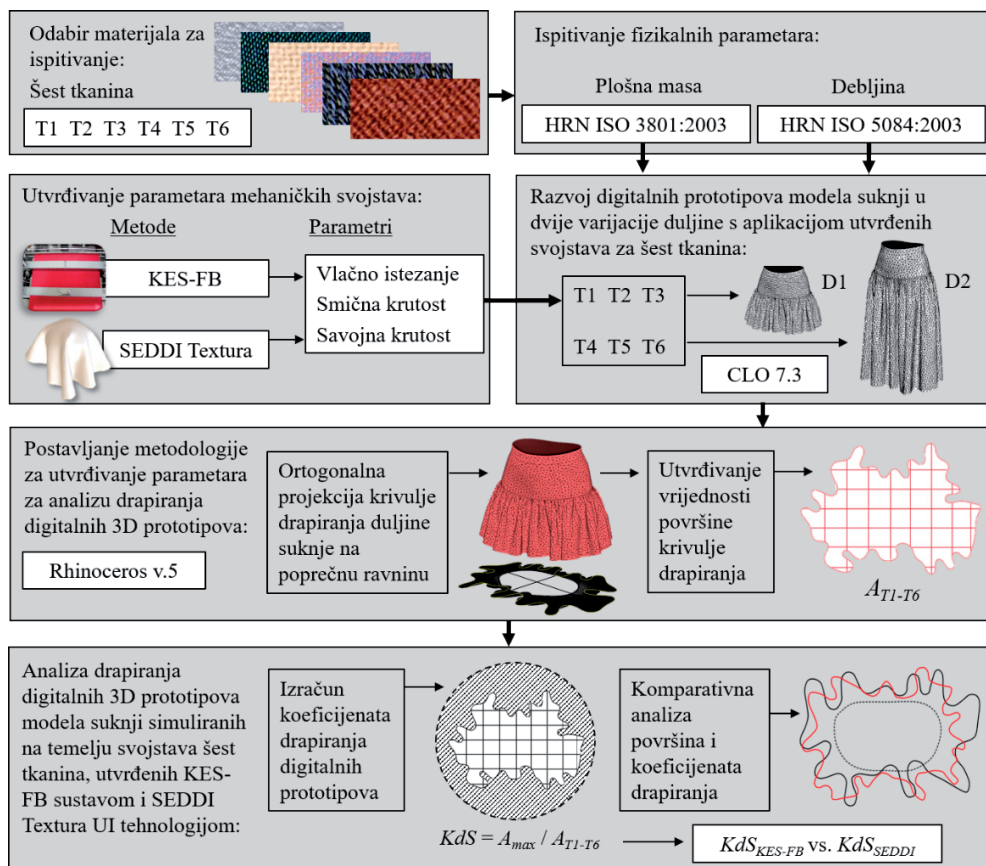 Odabir materijala za
ispitivanje:
Šest tkanina
T1 T2 T3 T4 T5 T6
Ispitivanje fizikalnih parametara:
Plošna masa
HRN ISO 3801:2003
Debljina
HRN ISO 5084:2003
Utvrđivanje parametara mehaničkih svojstava:
Metode
KES-FB
SEDDI Textura
Parametri
Vlačno istezanje
Smična krutost
Savojna krutost
Razvoj digitalnih prototipova modela suknji u
dvije varijacije duljine s aplikacijom utvrđenih
svojstava za šest tkanina:
T1 T2 T3
T4 T5 T6
D1
D2
CLO 7.3
Postavljanje metodologije
za utvrđivanje parametara
za analizu drapiranja
digitalnih 3D prototipova:
Rhinoceros v.5
Ortogonalna
projekcija krivulje
drapiranja duljine
suknje na
poprečnu ravninu
Utvrđivanje
vrijednosti
površine
krivulje
drapiranja
A_T1-T6
Analiza drapiranja
digitalnih 3D prototipova
modela suknji simuliranih
na temelju svojstava šest
tkanina, utvrđenih KES-
FB sustavom i SEDDI
Textura UI tehnologijom:
Izračun
koeficijenata
drapiranja
digitalnih
prototipova
KdS = A_max / A_T1-T6
Komparativna
analiza
površina i
koeficijenata
drapiranja
KdS_KES-FB vs. KdS_SEDDI